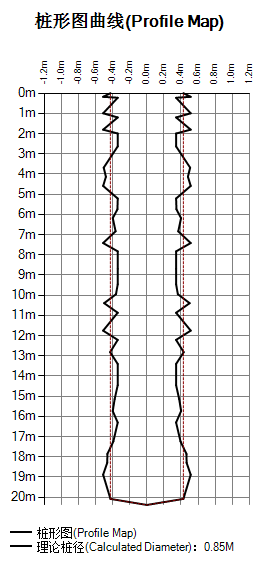 桩形图曲线(Profile Map)
-1.2m -1.0m -0.8m -0.6m -0.4m -0.2m 0.0m 0.2m 0.4m 0.6m 0.8m 1.0m 1.2m
0m
1m
2m
3m
4m
5m
6m
7m
8m
9m
10m
11m
12m
13m
14m
15m
16m
17m
18m
19m
20m
桩形图(Profile Map)
理论桩径(Calculated Diameter)：0.85M